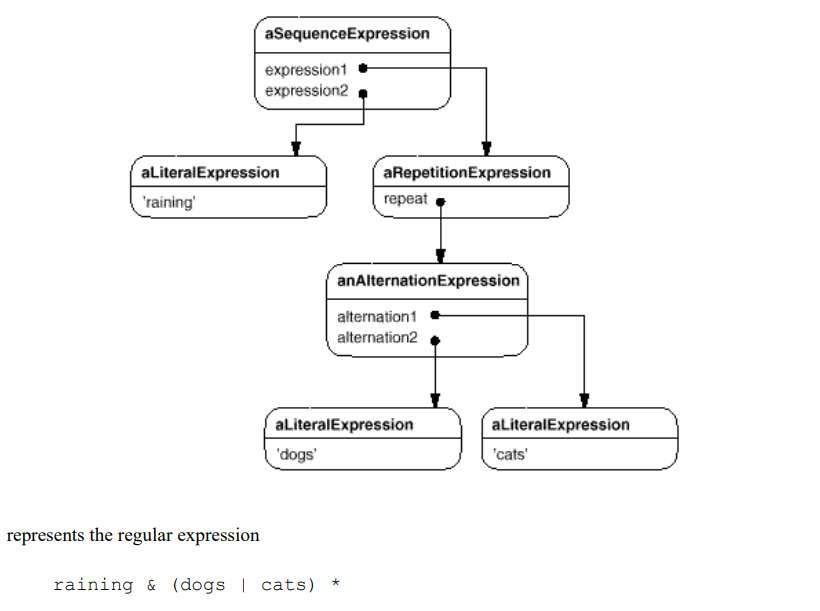 aSequenceExpression
expression1
expression2
aLiteralExpression
'raining'
aRepetitionExpression
repeat
anAlternationExpression
alternation1
alternation2
aLiteralExpression
'dogs'
aLiteralExpression
'cats'
represents the regular expression
raining & (dogs | cats) *